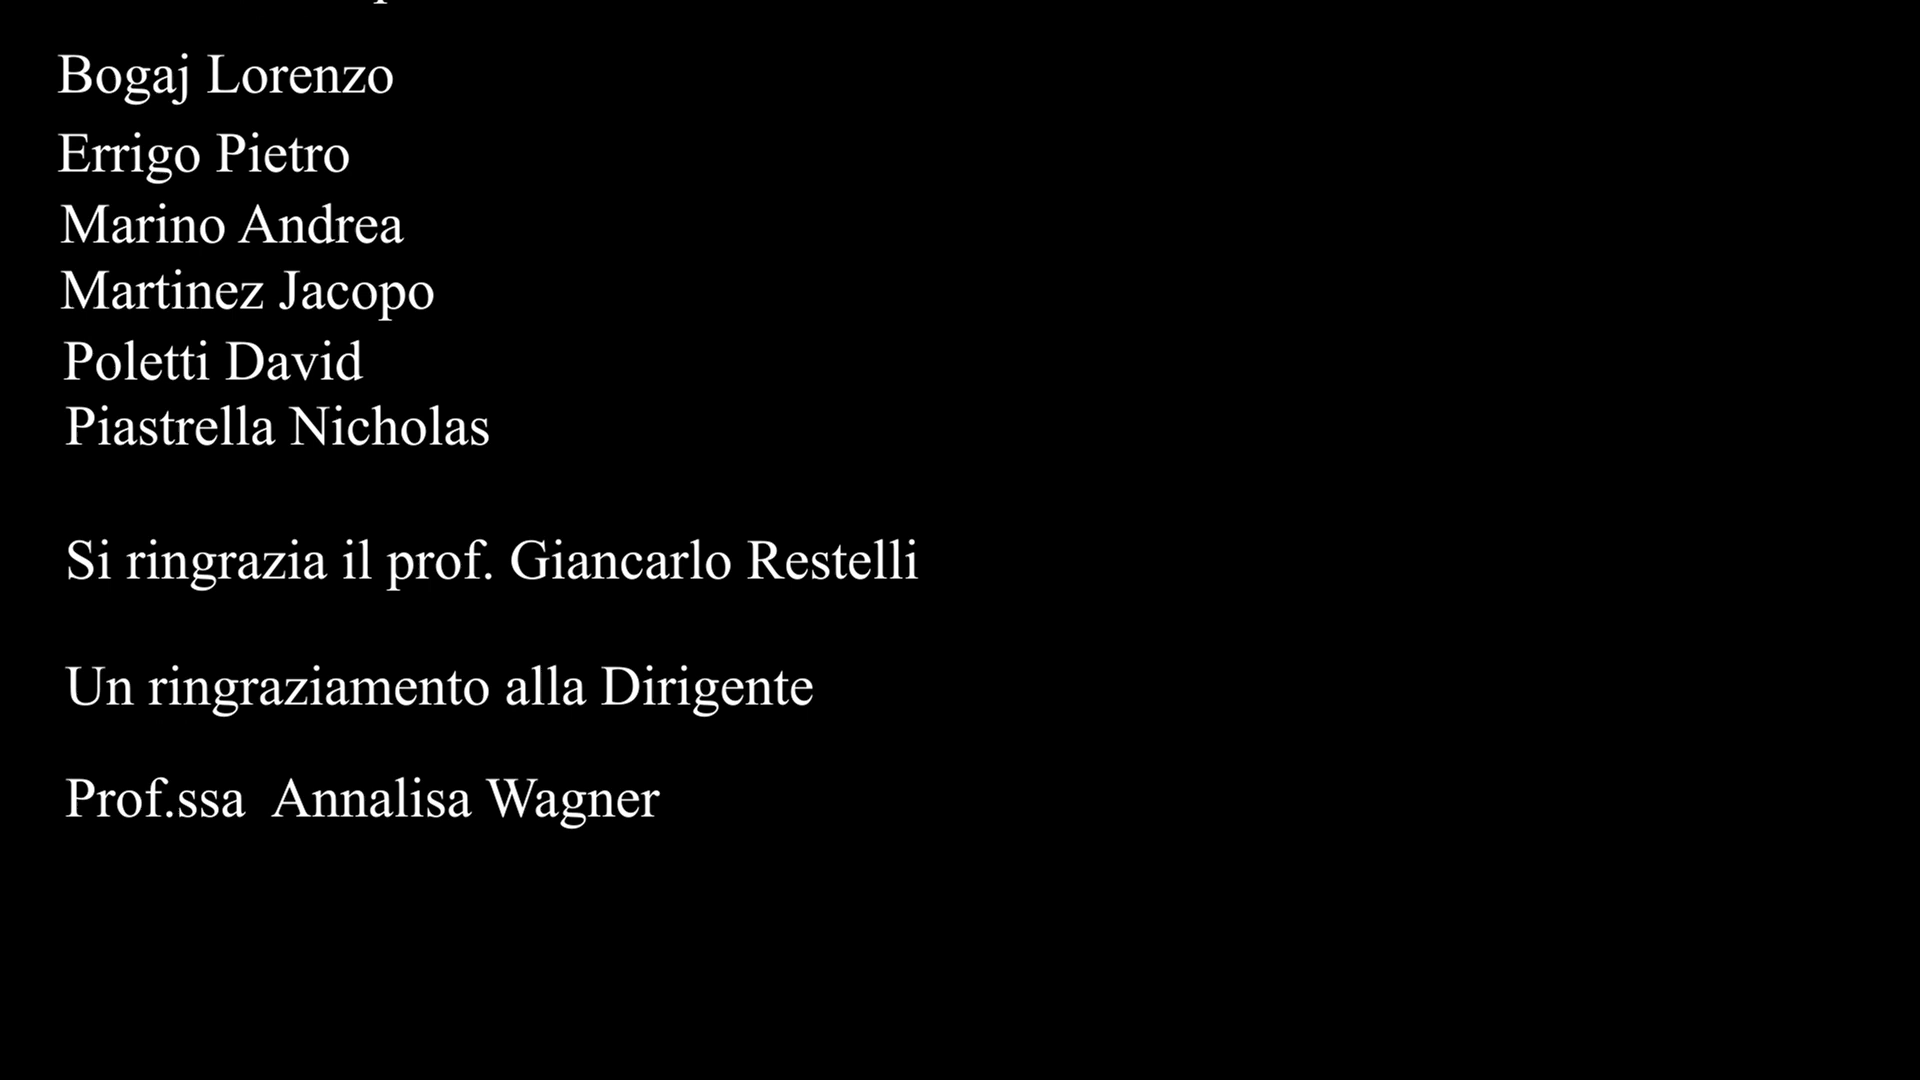 Bogaj Lorenzo
Errigo Pietro
Marino Andrea
Martinez Jacopo
Poletti David
Piastrella Nicholas
Si ringrazia il prof. Giancarlo Restelli
Un ringraziamento alla Dirigente
Prof.ssa  Annalisa Wagner